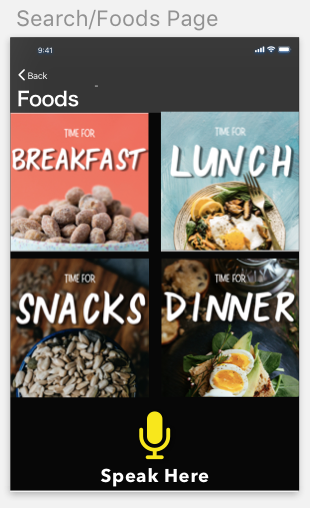 Search/Foods Page
9:41
Back
Foods
TIME FOR
BREAKFAST
TIME FOR
LUNCH
TIME FOR
SNACKS
TIME FOR
DINNER
Speak Here